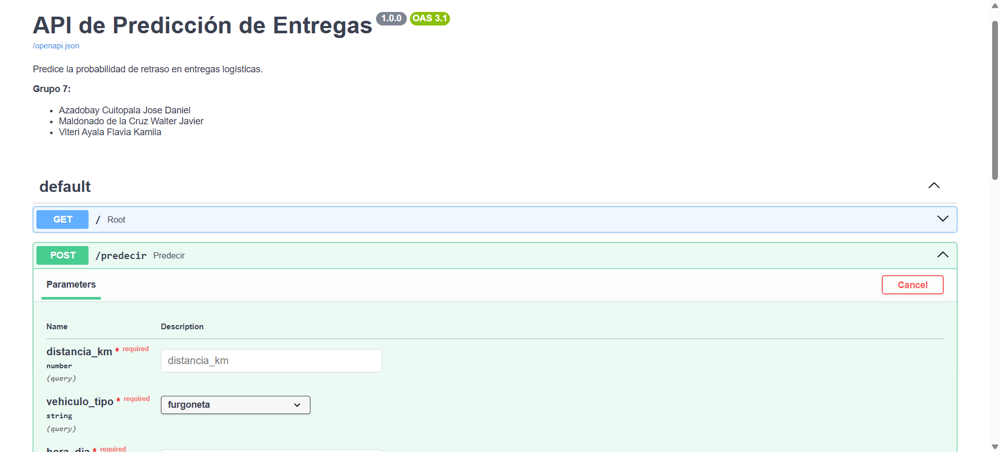 API de Predicción de Entregas 1.0.0 OAS 3.1
/openapi.json
Predice la probabilidad de retraso en entregas logísticas.
Grupo 7:
• Azadobay Cuitopala Jose Daniel
• Maldonado de la Cruz Walter Javier
• Viteri Ayala Flavia Kamila
default
GET / Root
POST /predecir Predecir
Parameters
Cancel
Name Description
distancia_km * required
number
(query)
distancia_km
vehiculo_tipo * required
string
(query)
furgoneta
hora_dia * required